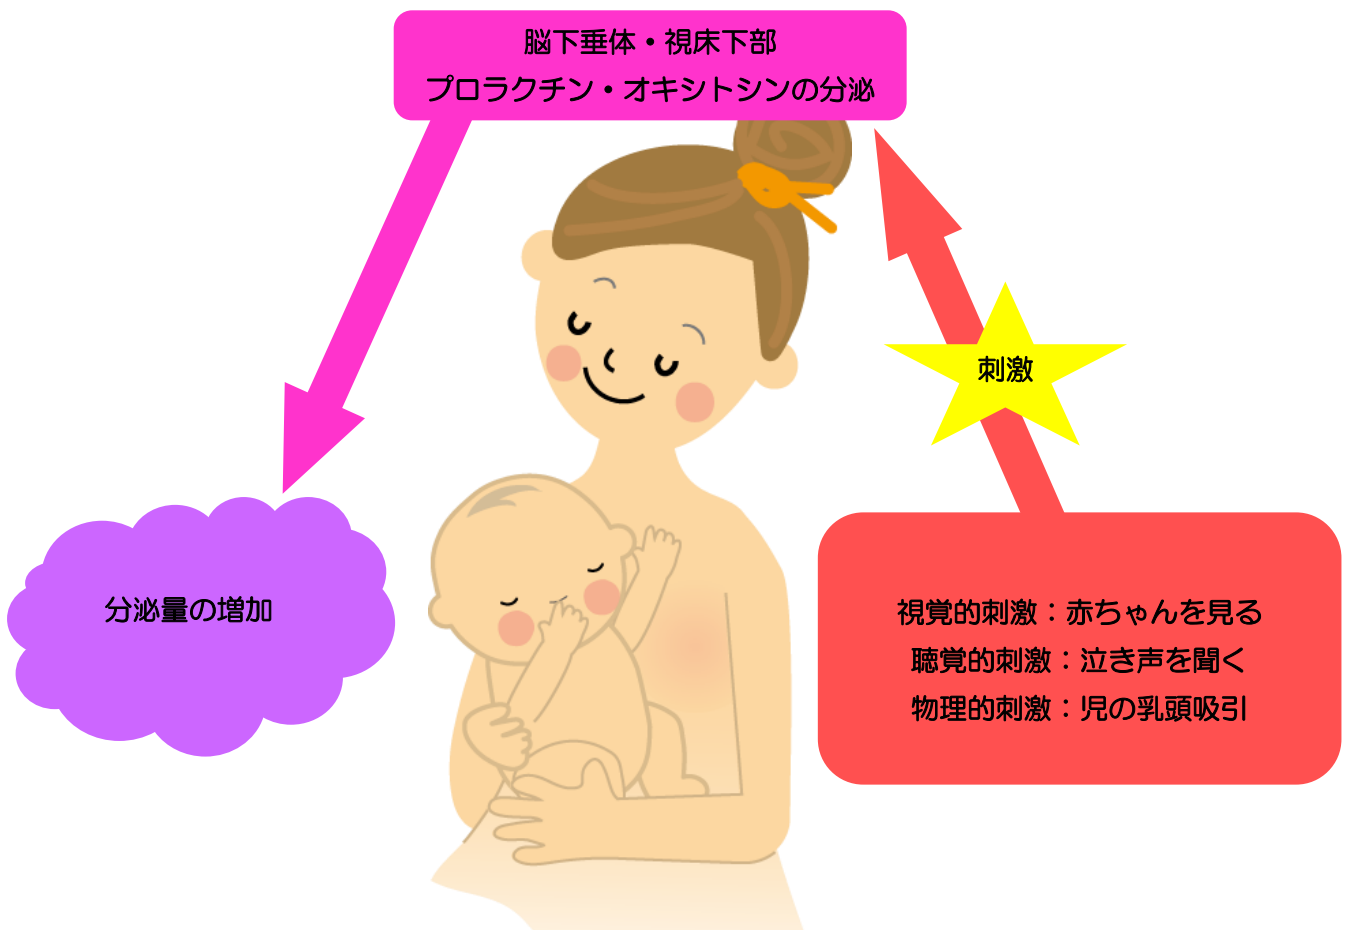 脳下垂体・視床下部
プロラクチン・オキシトシンの分泌
刺激
分泌量の増加
視覚的刺激：赤ちゃんを見る
聴覚的刺激：泣き声を聞く
物理的刺激：児の乳頭吸引